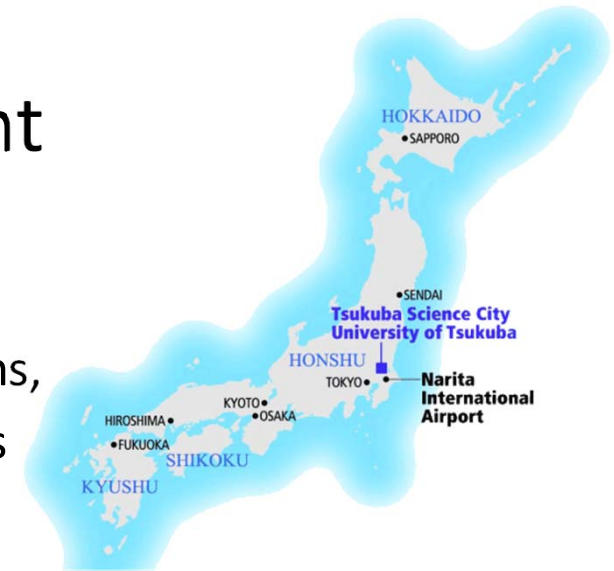 nt
HOKKAIDO
SAPPORO
SENDAI
Tsukuba Science City
University of Tsukuba
HONSHU
TOKYO
Narita
International
Airport
ns,
KYOTO
OSAKA
HIROSHIMA
s
FUKUOKA
SHIKOKU
KYUSHU